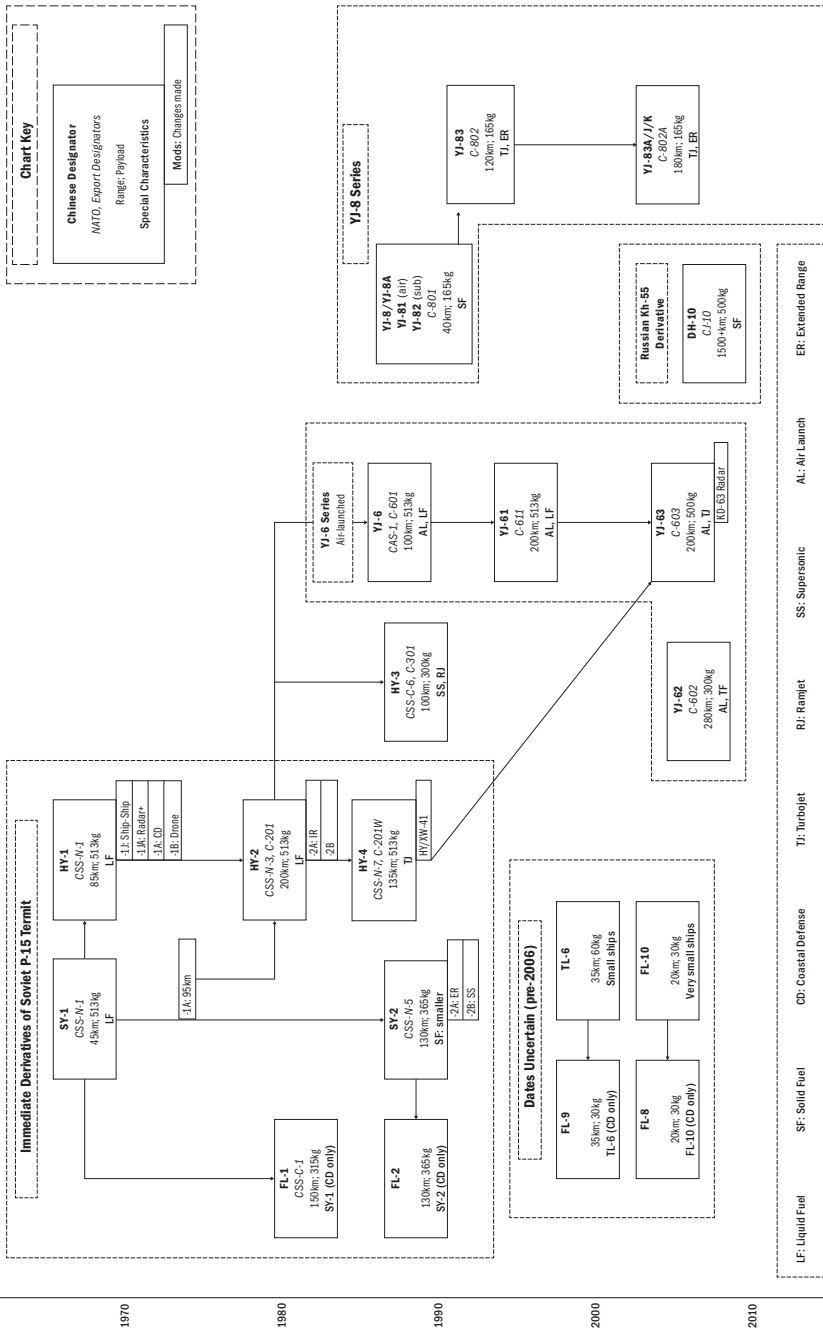 Chart Key
Chinese Designator
NATO, Export Designators
Range; Payload
Special Characteristics
Mods: Changes made
Immediate Derivatives of Soviet P-15 Termit
SY-1
CSS-N-1
45km; 513kg
LF
-1A: 95km
HY-1
CSS-N-1
85km; 513kg
LF
-1J: Ship-Ship
-1JA: Radar+
-1A: CD
-1B: Drone
FL-1
CSS-C-1
150km; 315kg
SY-1 (CD only)
HY-2
CSS-N-3, C-201
200km; 513kg
LF
-2A: IR
-2B
FL-2
130km; 365kg
SY-2 (CD only)
SY-2
CSS-N-5
130km; 365kg
SF: smaller
-2A: ER
-2B: SS
HY-4
CSS-N-7, C-201W
135km; 513kg
TJ
HY/XW-41
HY-3
CSS-C-6, C-301
100km; 300kg
SS, RJ
YJ-6 Series
Air-launched
YJ-6
CAS-1, C-601
100km; 513kg
AL, LF
YJ-61
C-611
200km; 513kg
AL, LF
YJ-63
C-603
200km; 500kg
AL, TJ
KD-63 Radar
YJ-62
C-602
280km; 300kg
AL, TF
YJ-8 Series
YJ-8/YJ-8A
YJ-81 (air)
YJ-82 (sub)
C-801
40km; 165kg
SF
YJ-83
C-802
120km; 165kg
TJ, ER
YJ-83A/J/K
C-802A
180km; 165kg
TJ, ER
Russian Kh-55
Derivative
DH-10
CJ-10
1500+km; 500kg
SF
Dates Uncertain (pre-2006)
FL-9
35km; 30kg
TL-6 (CD only)
TL-6
35km; 60kg
Small ships
FL-8
20km; 30kg
FL-10 (CD only)
FL-10
20km; 30kg
Very small ships
1970
1980
1990
2000
2010
LF: Liquid Fuel SF: Solid Fuel CD: Coastal Defense TJ: Turbojet RJ: Ramjet SS: Supersonic AL: Air Launch ER: Extended Range